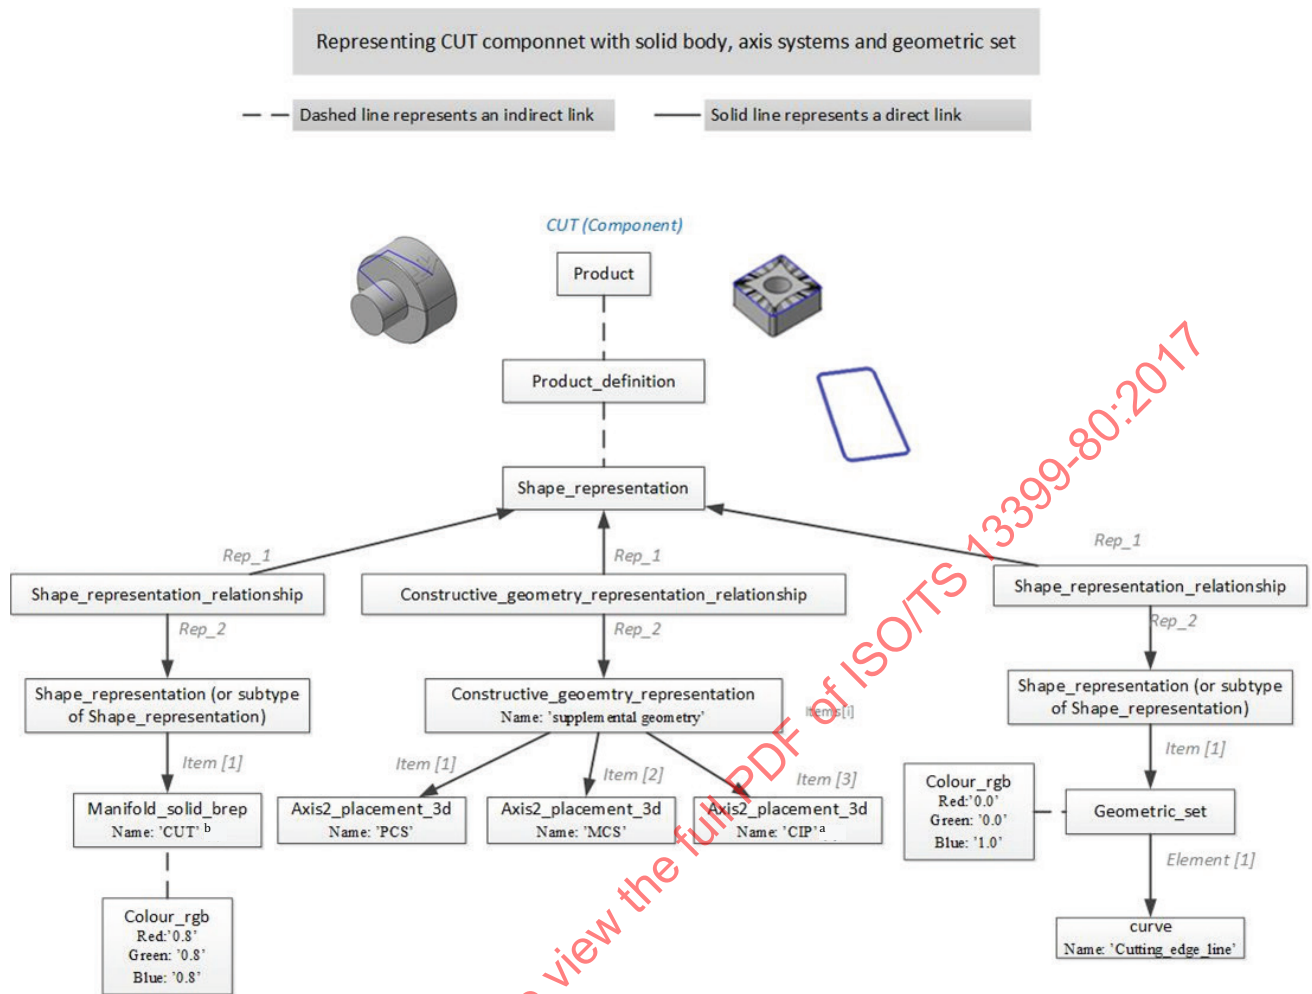 Representing CUT componnet with solid body, axis systems and geometric set
Dashed line represents an indirect link
Solid line represents a direct link
CUT (Component)
Product
Product_definition
Shape_representation
Rep_1
Rep_1
Rep_1
Shape_representation_relationship
Constructive_geometry_representation_relationship
Shape_representation_relationship
Rep_2
Rep_2
Rep_2
Shape_representation (or subtype
of Shape_representation)
Constructive_geoemtry_representation
Name: 'supplemental geometry'
Items[i]
Shape_representation (or subtype
of Shape_representation)
Item [1]
Item [1]
Item [2]
Item [3]
Item [1]
Manifold_solid_brep
Name: 'CUT' b
Axis2_placement_3d
Name: 'PCS'
Axis2_placement_3d
Name: 'MCS'
Axis2_placement_3d
Name: 'CIP' a
Colour_rgb
Red:'0.0'
Green: '0.0'
Blue: '1.0'
Geometric_set
Element [1]
Colour_rgb
Red:'0.8'
Green: '0.8'
Blue: '0.8'
curve
Name: 'Cutting_edge_line'
view the full PDF of ISO/TS 13399-80:2017